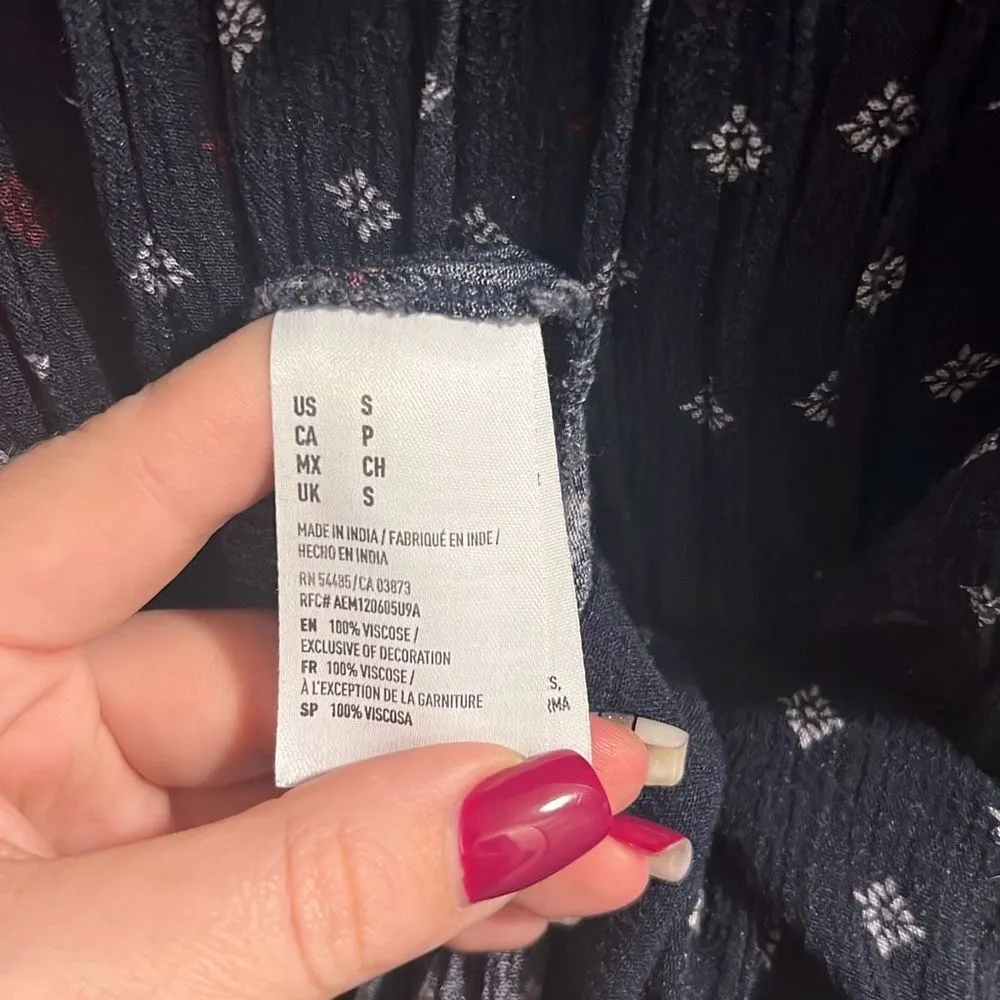 US S
CA P
MX CH
UK S
MADE IN INDIA / FABRIQUÉ EN INDE /
HECHO EN INDIA
RN 54485/CA 03873
RFC# AEM120605U9A
EN 100% VISCOSE /
EXCLUSIVE OF DECORATION
FR 100% VISCOSE /
À L'EXCEPTION DE LA GARNITURE
SP 100% VISCOSA
S,
MA